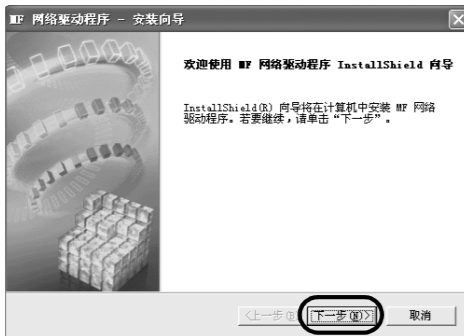 MF 网络驱动程序 - 安装向导
欢迎使用 MF 网络驱动程序 InstallShield 向导
InstallShield(R) 向导将在计算机中安装 MF 网络
驱动程序。若要继续，请单击“下一步”。
<上一步(B) 下一步(N)> 取消